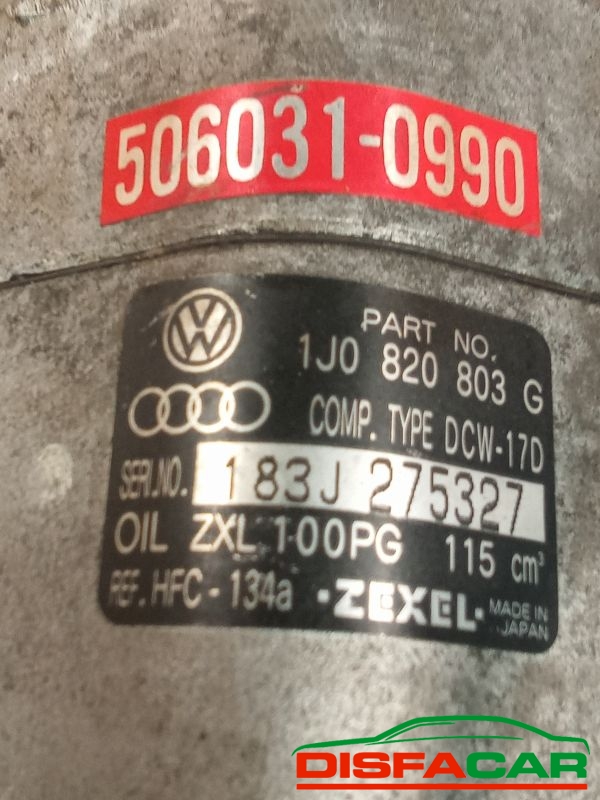 506031-0990
PART NO.
1J0 820 803 G
COMP. TYPE DCW-17D
SERI.NO. 183J 275327
OIL ZXL 100PG 115 cm³
REF. HFC-134a ·ZEXEL· MADE IN JAPAN
DISFACAR